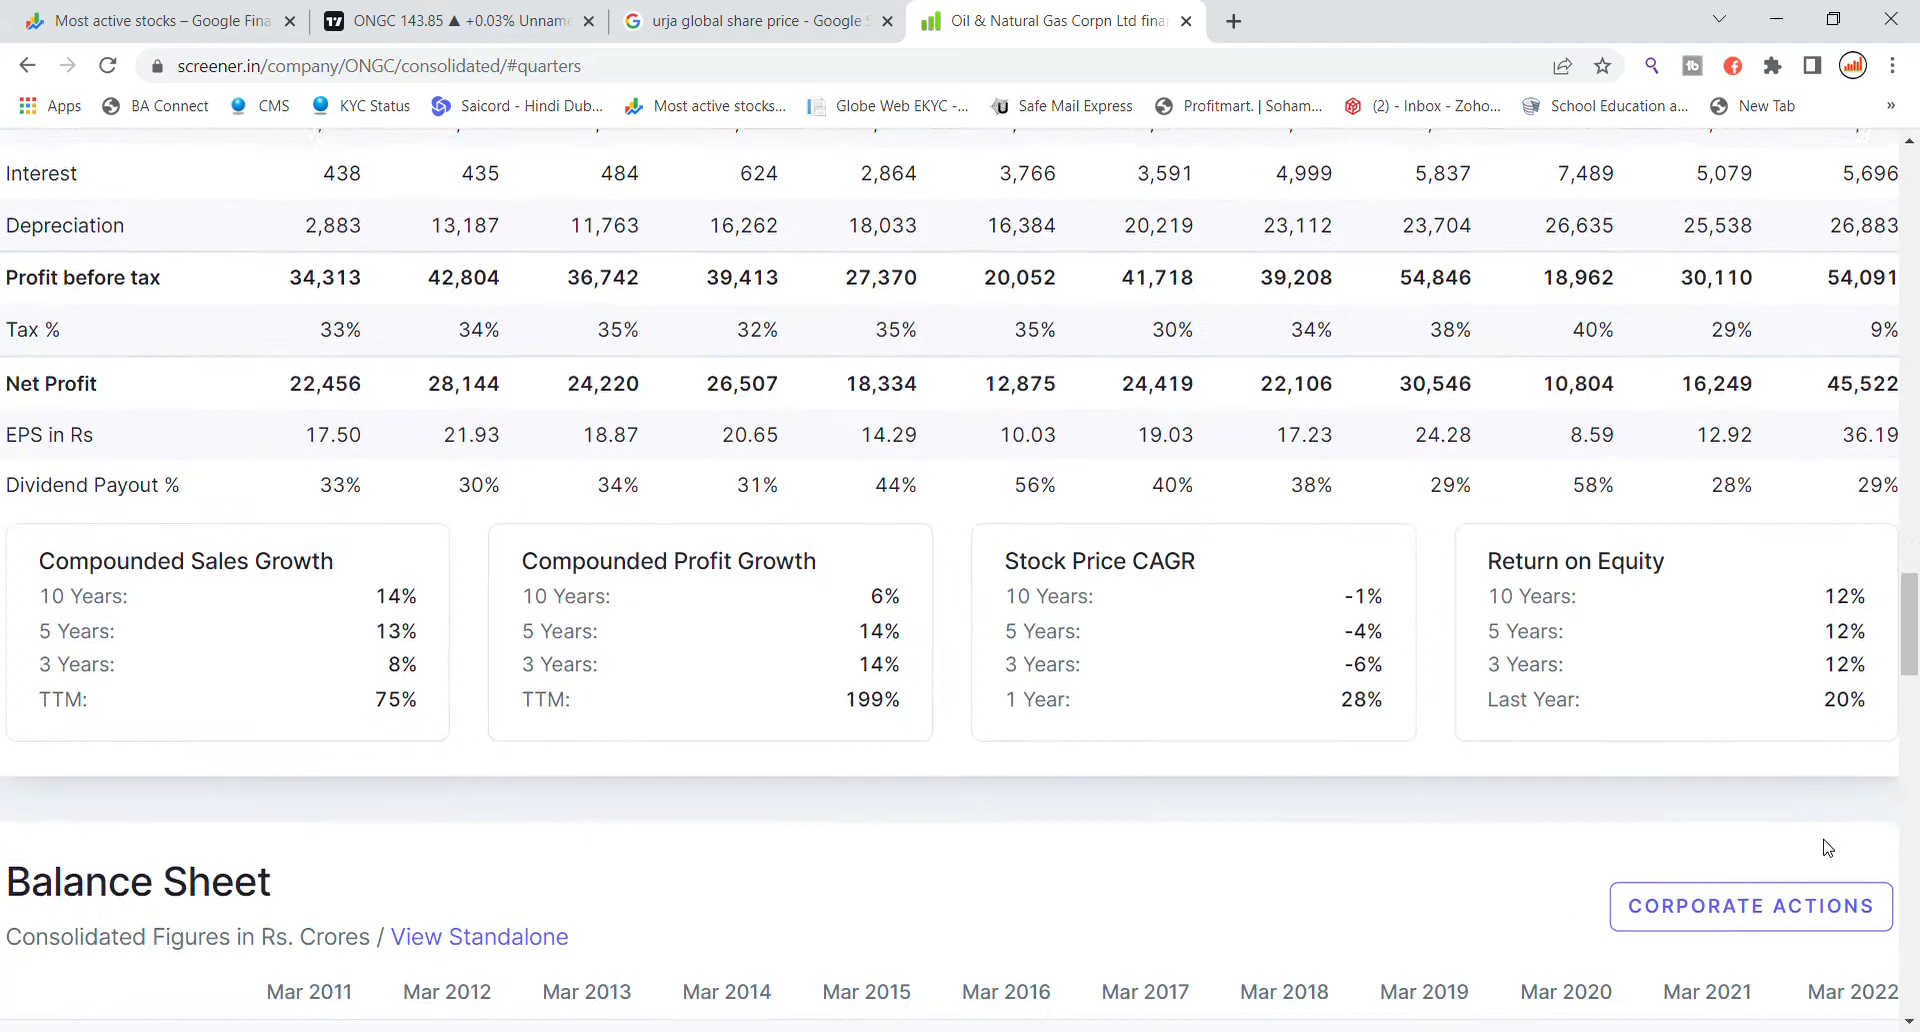 Most active stocks – Google Fina
ONGC 143.85 ▲ +0.03% Unname
urja global share price - Google S
Oil & Natural Gas Corpn Ltd finan
screener.in/company/ONGC/consolidated/#quarters
Apps BA Connect CMS KYC Status Saicord - Hindi Dub... Most active stocks... Globe Web EKYC -... Safe Mail Express Profitmart. | Soham... (2) - Inbox - Zoho... School Education a... New Tab »
Interest 438 435 484 624 2,864 3,766 3,591 4,999 5,837 7,489 5,079 5,696
Depreciation 2,883 13,187 11,763 16,262 18,033 16,384 20,219 23,112 23,704 26,635 25,538 26,883
Profit before tax 34,313 42,804 36,742 39,413 27,370 20,052 41,718 39,208 54,846 18,962 30,110 54,091
Tax % 33% 34% 35% 32% 35% 35% 30% 34% 38% 40% 29% 9%
Net Profit 22,456 28,144 24,220 26,507 18,334 12,875 24,419 22,106 30,546 10,804 16,249 45,522
EPS in Rs 17.50 21.93 18.87 20.65 14.29 10.03 19.03 17.23 24.28 8.59 12.92 36.19
Dividend Payout % 33% 30% 34% 31% 44% 56% 40% 38% 29% 58% 28% 29%
Compounded Sales Growth
10 Years: 14%
5 Years: 13%
3 Years: 8%
TTM: 75%
Compounded Profit Growth
10 Years: 6%
5 Years: 14%
3 Years: 14%
TTM: 199%
Stock Price CAGR
10 Years: -1%
5 Years: -4%
3 Years: -6%
1 Year: 28%
Return on Equity
10 Years: 12%
5 Years: 12%
3 Years: 12%
Last Year: 20%
Balance Sheet
CORPORATE ACTIONS
Consolidated Figures in Rs. Crores / View Standalone
Mar 2011 Mar 2012 Mar 2013 Mar 2014 Mar 2015 Mar 2016 Mar 2017 Mar 2018 Mar 2019 Mar 2020 Mar 2021 Mar 2022